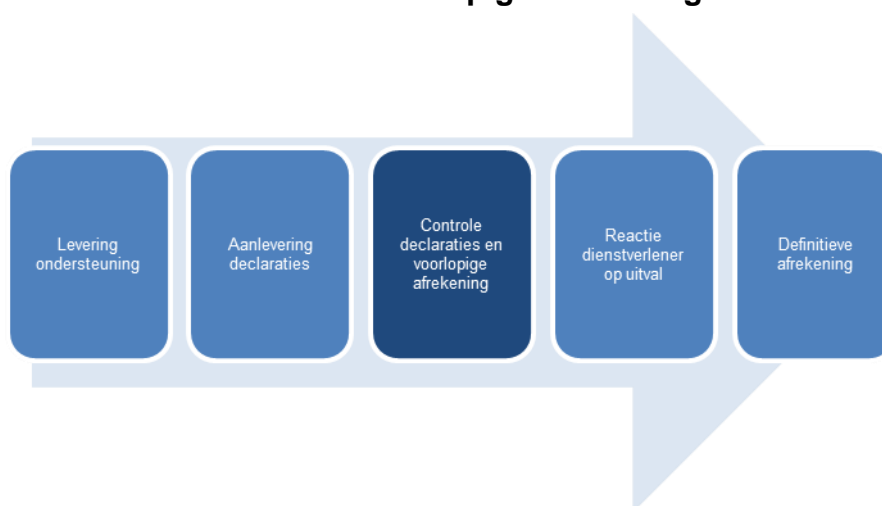 Levering
ondersteuning
Aanlevering
declaraties
Controle
declaraties en
voorlopige
afrekening
Reactie
dienstverlener
op uitval
Definitieve
afrekening